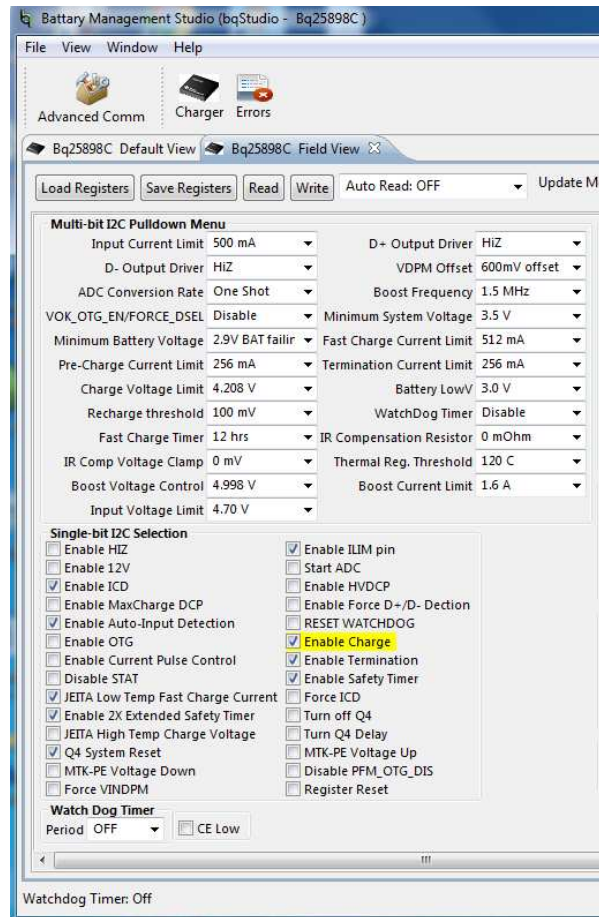 Battary Management Studio (bqStudio - Bq25898C )
File View Window Help
Advanced Comm Charger Errors
Bq25898C Default View Bq25898C Field View
Load Registers Save Registers Read Write Auto Read: OFF Update M
Multi-bit I2C Pulldown Menu
Input Current Limit 500 mA D+ Output Driver HiZ
D- Output Driver HiZ VDPM Offset 600mV offset
ADC Conversion Rate One Shot Boost Frequency 1.5 MHz
VOK_OTG_EN/FORCE_DSEL Disable Minimum System Voltage 3.5 V
Minimum Battery Voltage 2.9V BAT failir Fast Charge Current Limit 512 mA
Pre-Charge Current Limit 256 mA Termination Current Limit 256 mA
Charge Voltage Limit 4.208 V Battery LowV 3.0 V
Recharge threshold 100 mV WatchDog Timer Disable
Fast Charge Timer 12 hrs IR Compensation Resistor 0 mOhm
IR Comp Voltage Clamp 0 mV Thermal Reg. Threshold 120 C
Boost Voltage Control 4.998 V Boost Current Limit 1.6 A
Input Voltage Limit 4.70 V
Single-bit I2C Selection
Enable HIZ Enable ILIM pin
Enable 12V Start ADC
Enable ICD Enable HVDCP
Enable MaxCharge DCP Enable Force D+/D- Dection
Enable Auto-Input Detection RESET WATCHDOG
Enable OTG Enable Charge
Enable Current Pulse Control Enable Termination
Disable STAT Enable Safety Timer
JEITA Low Temp Fast Charge Current Force ICD
Enable 2X Extended Safety Timer Turn off Q4
JEITA High Temp Charge Voltage Turn Q4 Delay
Q4 System Reset MTK-PE Voltage Up
MTK-PE Voltage Down Disable PFM_OTG_DIS
Force VINDPM Register Reset
Watch Dog Timer
Period OFF CE Low
Watchdog Timer: Off